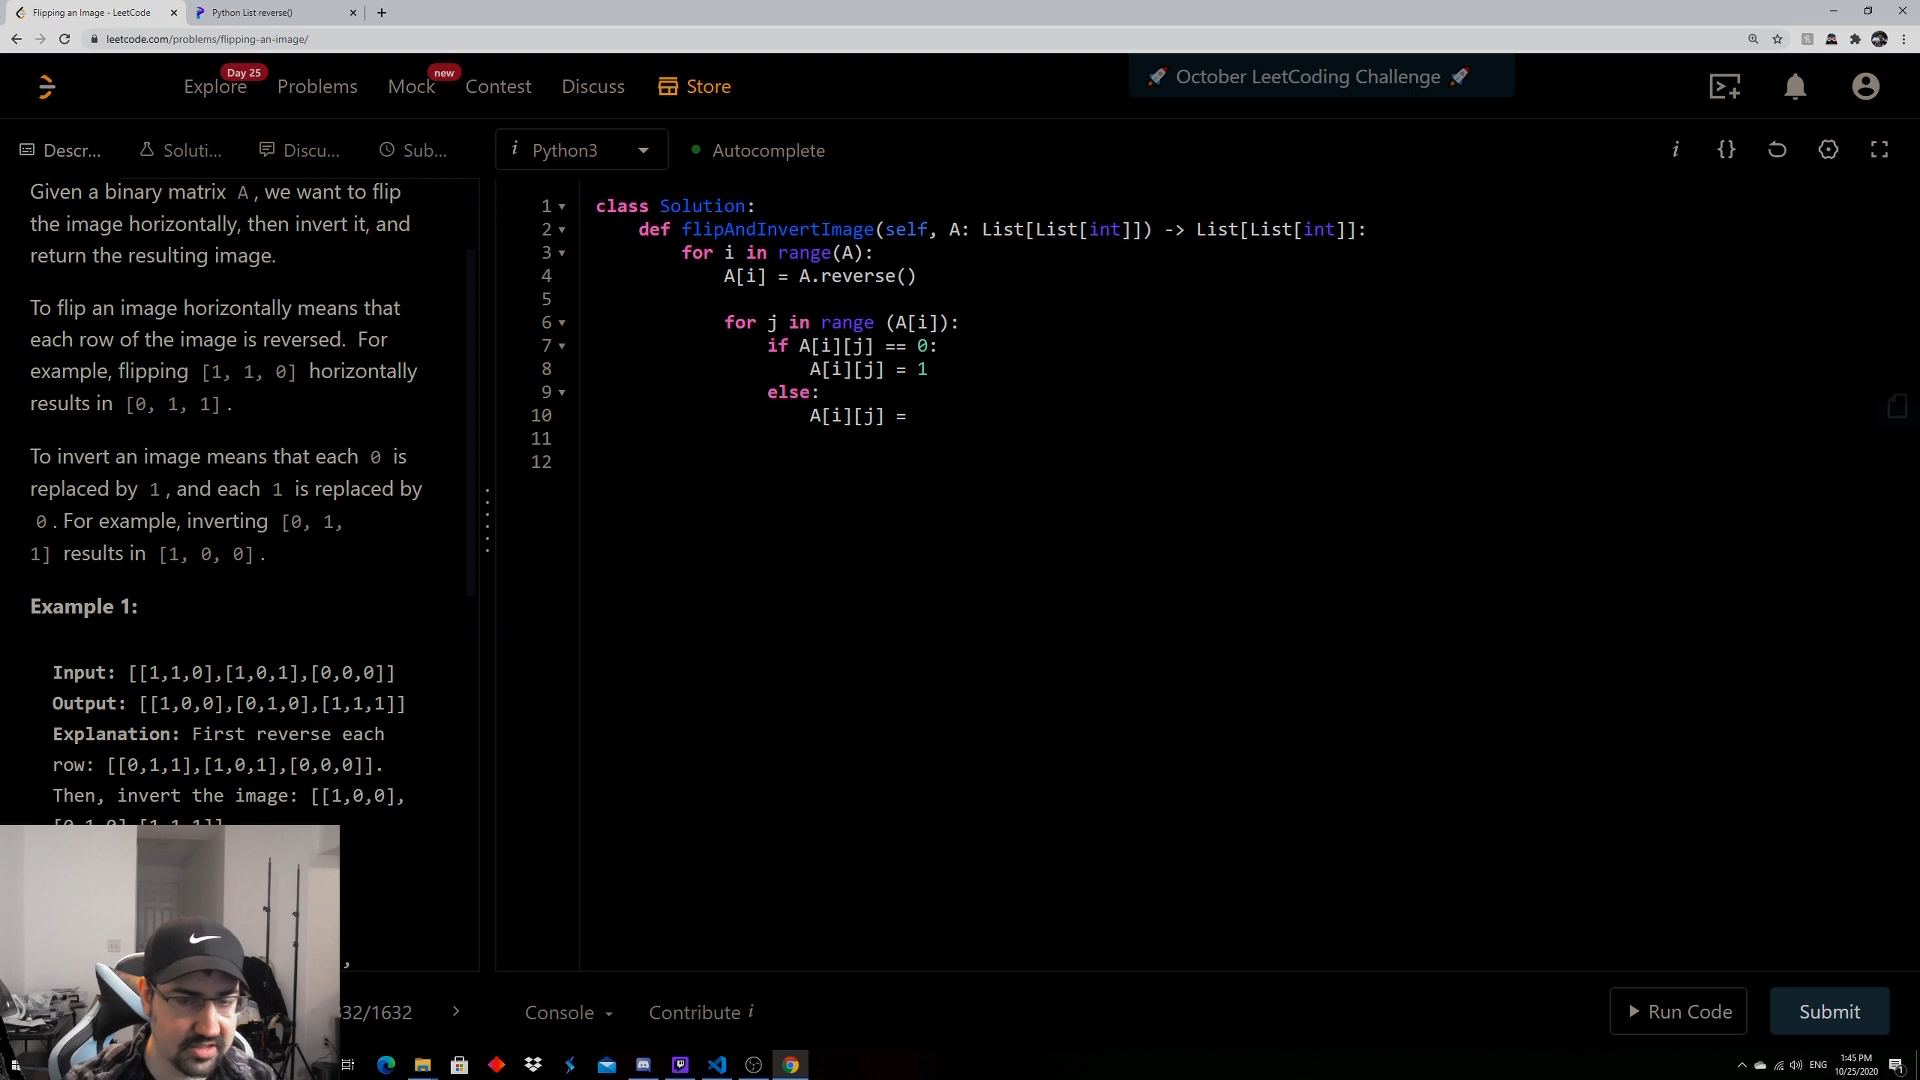 Flipping an Image - LeetCode
Python List reverse()
leetcode.com/problems/flipping-an-image/
Explore
Day 25
Problems
Mock
new
Contest
Discuss
Store
October LeetCoding Challenge
Descr...
Soluti...
Discu...
Sub...
Python3
Autocomplete
Given a binary matrix A, we want to flip
the image horizontally, then invert it, and
return the resulting image.
To flip an image horizontally means that
each row of the image is reversed. For
example, flipping [1, 1, 0] horizontally
results in [0, 1, 1].
To invert an image means that each 0 is
replaced by 1, and each 1 is replaced by
0. For example, inverting [0, 1,
1] results in [1, 0, 0].
Example 1:
Input: [[1,1,0],[1,0,1],[0,0,0]]
Output: [[1,0,0],[0,1,0],[1,1,1]]
Explanation: First reverse each
row: [[0,1,1],[1,0,1],[0,0,0]].
Then, invert the image: [[1,0,0],
[0,1,0],[1,1,1]]
1 class Solution:
2 def flipAndInvertImage(self, A: List[List[int]]) -> List[List[int]]:
3 for i in range(A):
4 A[i] = A.reverse()
5
6 for j in range (A[i]):
7 if A[i][j] == 0:
8 A[i][j] = 1
9 else:
10 A[i][j] =
11
12
32/1632
Console
Contribute i
Run Code
Submit
ENG
1:45 PM
10/25/2020